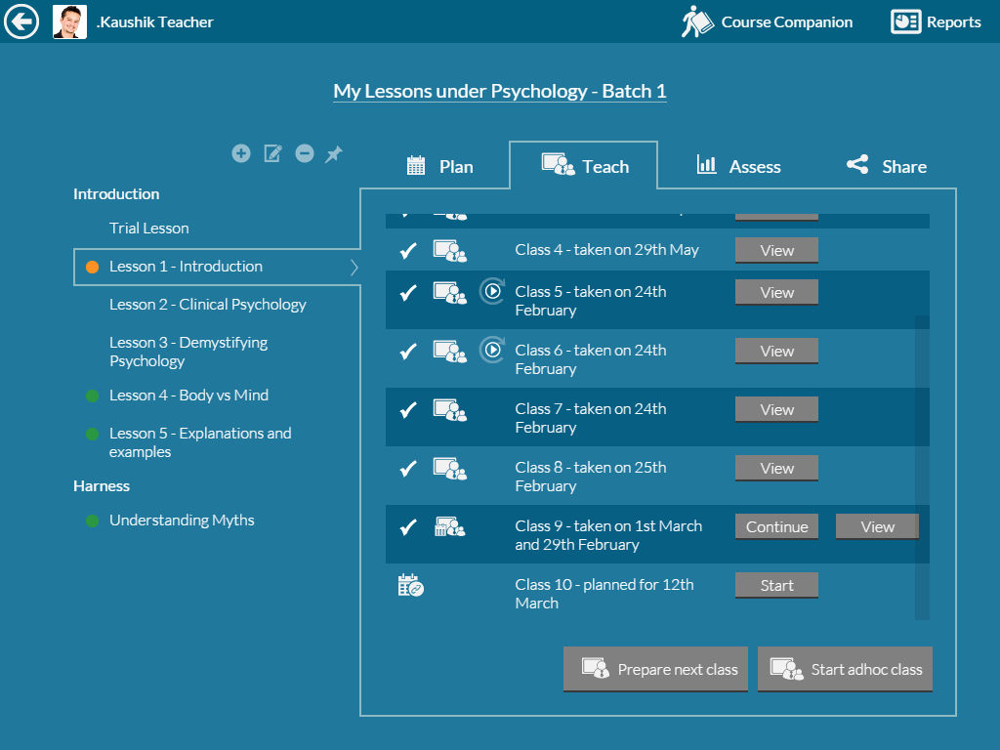 .Kaushik Teacher
Course Companion
Reports
My Lessons under Psychology - Batch 1
Plan
Teach
Assess
Share
Introduction
Trial Lesson
Lesson 1 - Introduction
Lesson 2 - Clinical Psychology
Lesson 3 - Demystifying
Psychology
Lesson 4 - Body vs Mind
Lesson 5 - Explanations and
examples
Harness
Understanding Myths
Class 4 - taken on 29th May
View
Class 5 - taken on 24th
February
View
Class 6 - taken on 24th
February
View
Class 7 - taken on 24th
February
View
Class 8 - taken on 25th
February
View
Class 9 - taken on 1st March
and 29th February
Continue
View
Class 10 - planned for 12th
March
Start
Prepare next class
Start adhoc class